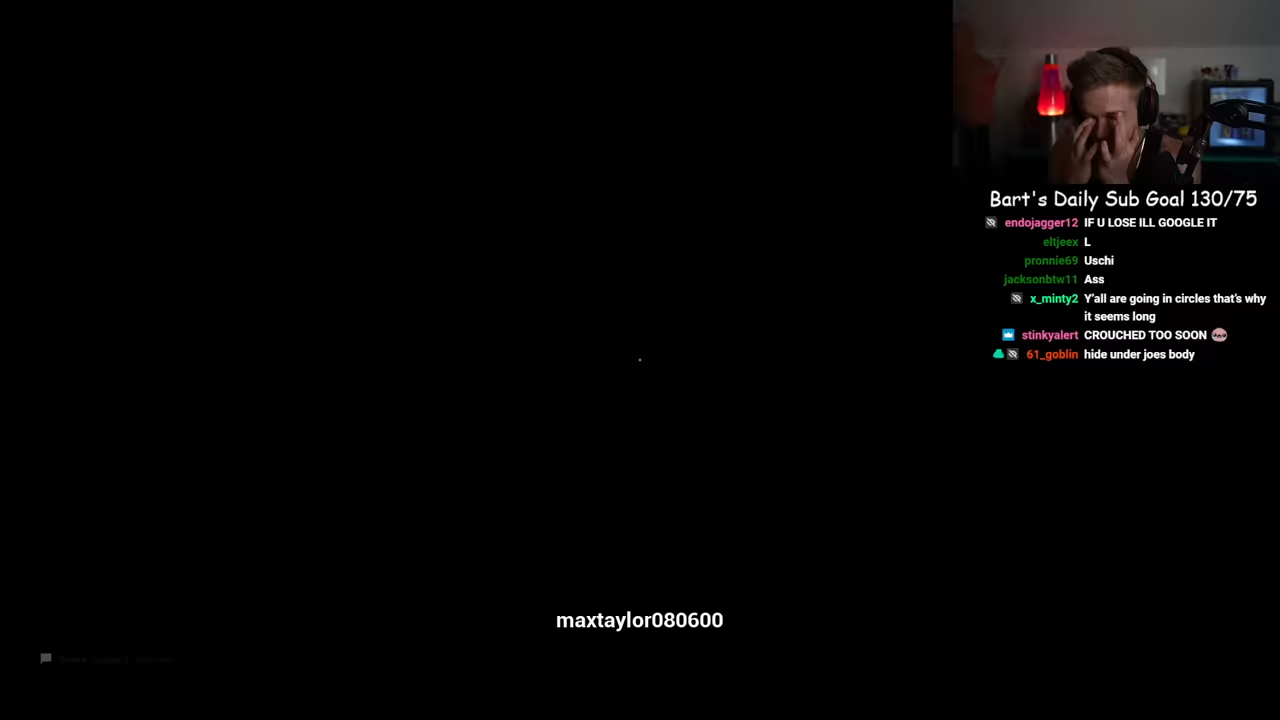 Bart's Daily Sub Goal 130/75
endojagger12 IF U LOSE ILL GOOGLE IT
eltjeex L
pronnie69 Uschi
jacksonbtw11 Ass
x_minty2 Y'all are going in circles that's why
it seems long
stinkyalert CROUCHED TOO SOON
61_goblin hide under joes body
maxtaylor080600